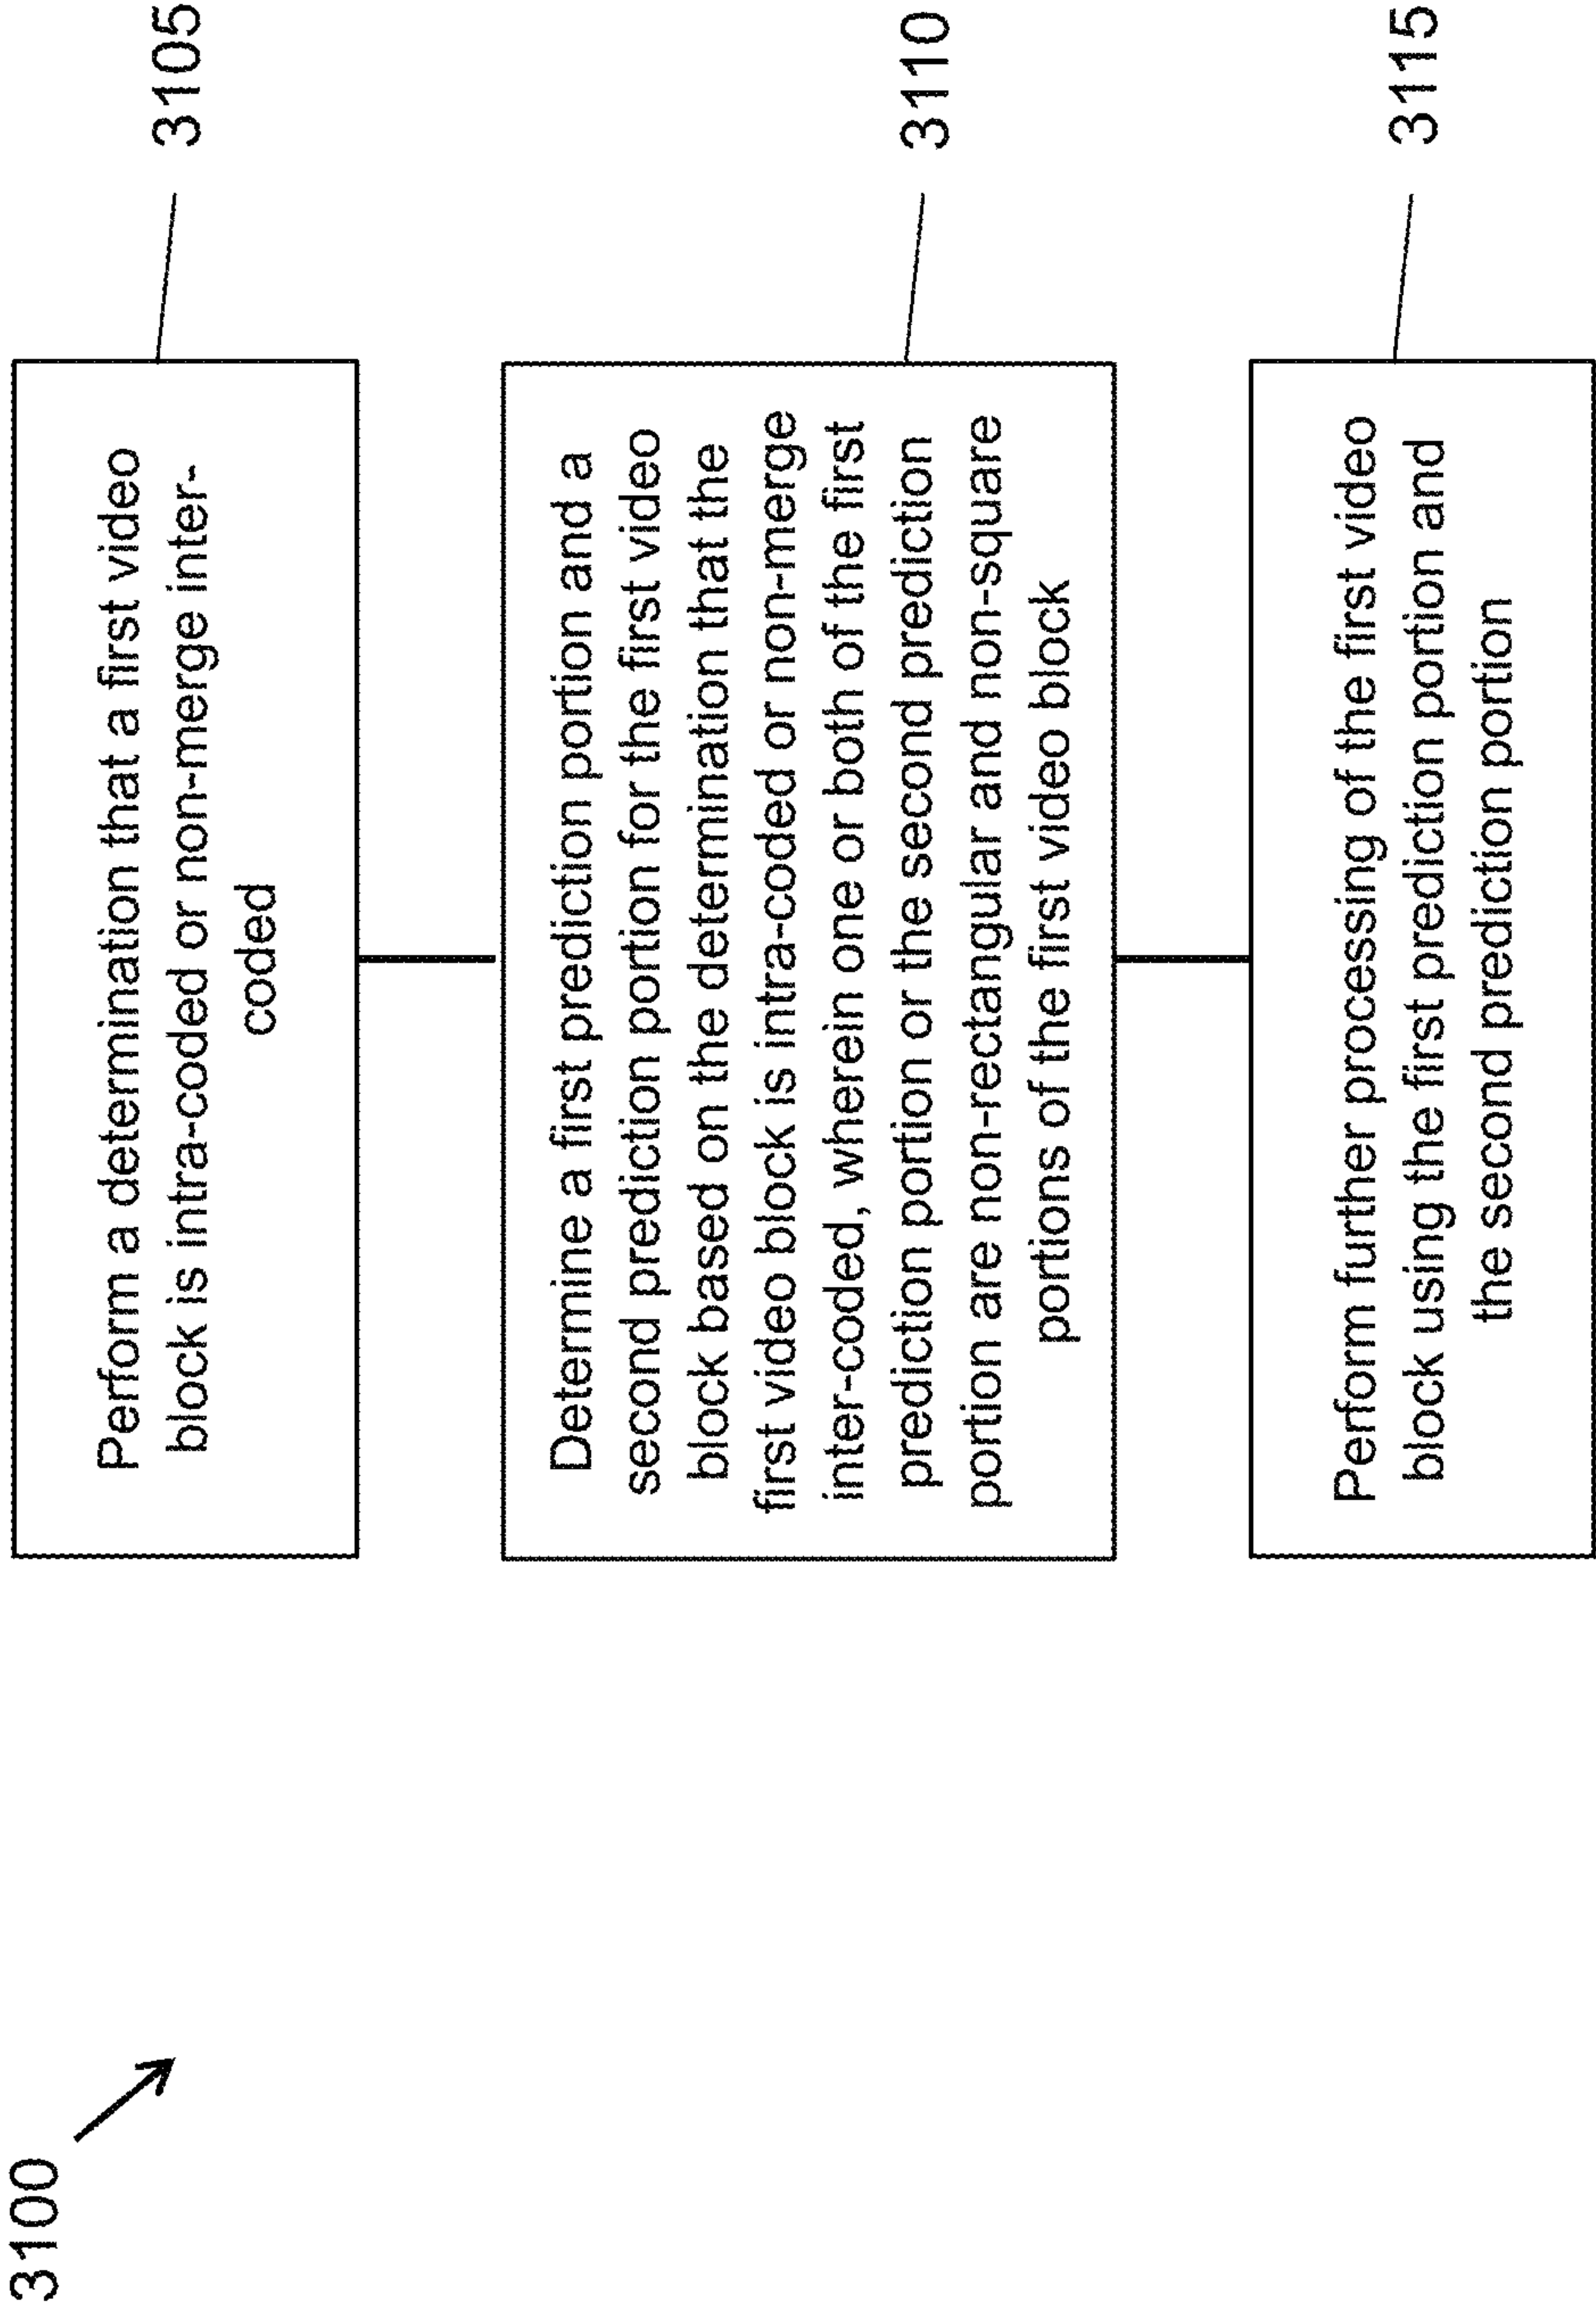 3100
Perform a determination that a first video
block is intra-coded or non-merge inter-
coded
3105
Determine a first prediction portion and a
second prediction portion for the first video
block based on the determination that the
first video block is intra-coded or non-merge
inter-coded, wherein one or both of the first
prediction portion or the second prediction
portion are non-rectangular and non-square
portions of the first video block
3110
Perform further processing of the first video
block using the first prediction portion and
the second prediction portion
3115